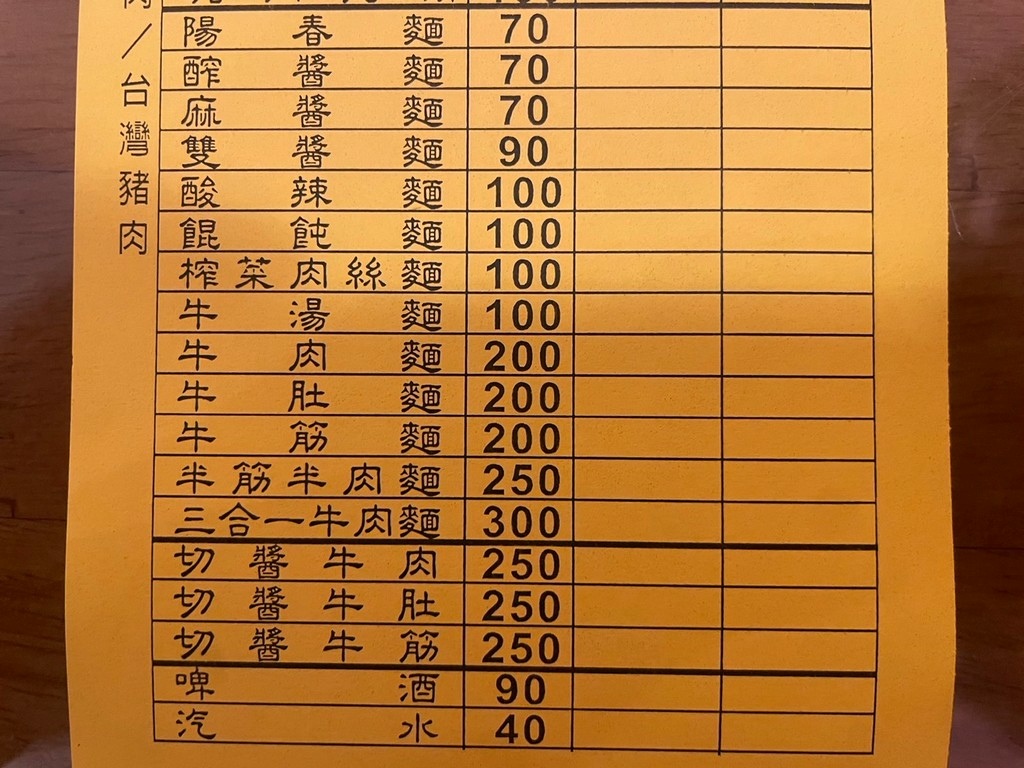 陽春麵 70
醡醬麵 70
麻醬麵 70
雙醬麵 90
酸辣麵 100
餛飩麵 100
榨菜肉絲麵 100
牛湯麵 100
牛肉麵 200
牛肚麵 200
牛筋麵 200
半筋半肉麵 250
三合一牛肉麵 300
切醬牛肉 250
切醬牛肚 250
切醬牛筋 250
啤酒 90
汽水 40
肉/台灣豬肉